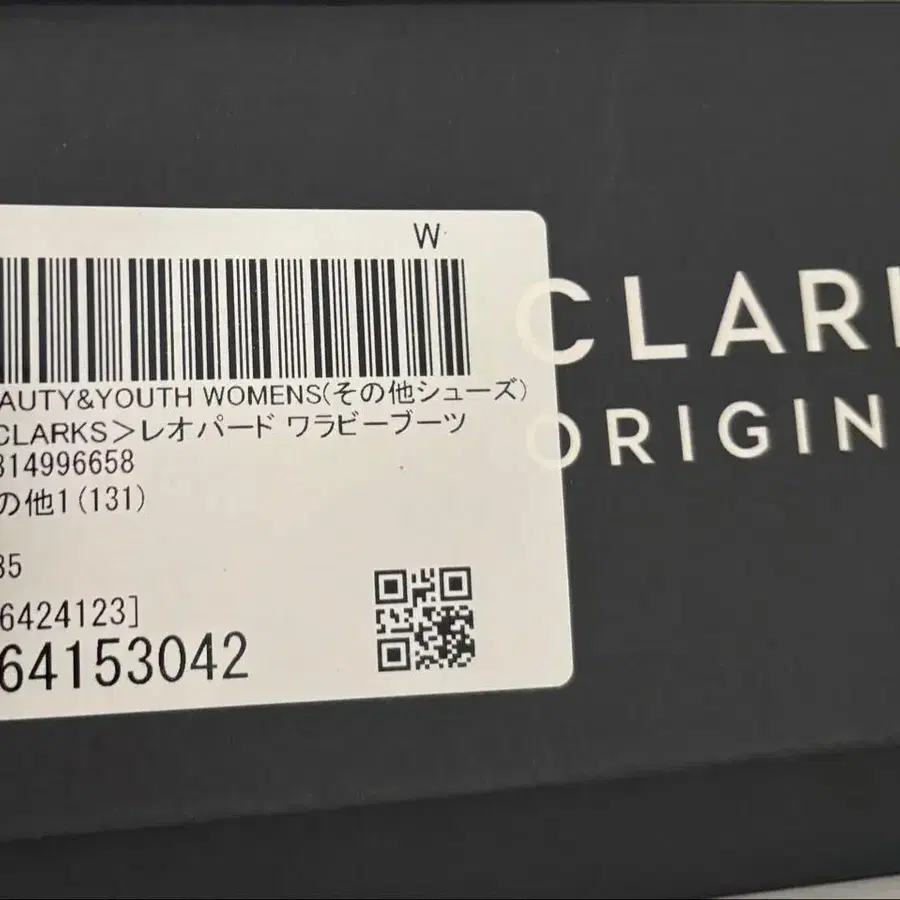 W
AUTY&YOUTH WOMENS(その他シューズ)
CLARKS>レオパード ワラビーブーツ
314996658
の他1(131)
35
6424123]
64153042
CLARK
ORIGIN